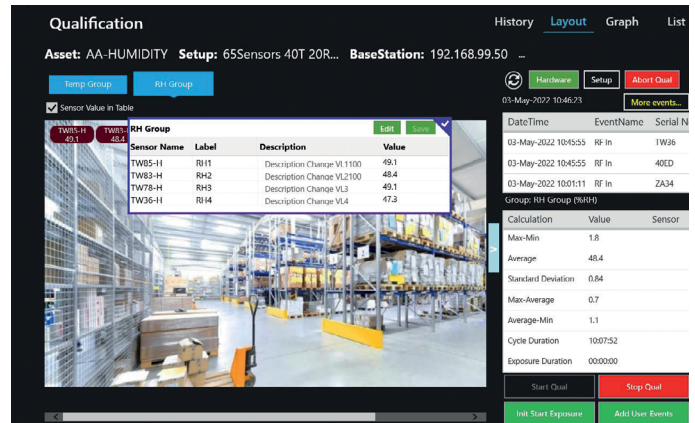 Qualification
History Layout Graph List
Asset: AA-HUMIDITY Setup: 65Sensors 40T 20R... BaseStation: 192.168.99.50 ...
Temp Group RH Group
Hardware Setup Abort Qual
Sensor Value in Table
03-May-2022 10:46:23 More events...
TW85-H 49.1
TW83- 48.4
RH Group Edit Save
Sensor Name Label Description Value
TW85-H RH1 Description Change VL1100 49.1
TW83-H RH2 Description Change VL2100 48.4
TW78-H RH3 Description Change VL3 49.1
TW36-H RH4 Description Change VL4 47.3
DateTime EventName Serial N
03-May-2022 10:45:55 RF In TW36
03-May-2022 10:45:55 RF In 40ED
03-May-2022 10:01:11 RF In ZA34
Group: RH Group (%RH)
Calculation Value Sensor
Max-Min 1.8
Average 48.4
Standard Deviation 0.84
Max-Average 0.7
Average-Min 1.1
Cycle Duration 10:07:52
Exposure Duration 00:00:00
Start Qual Stop Qual
Init Start Exposure Add User Events